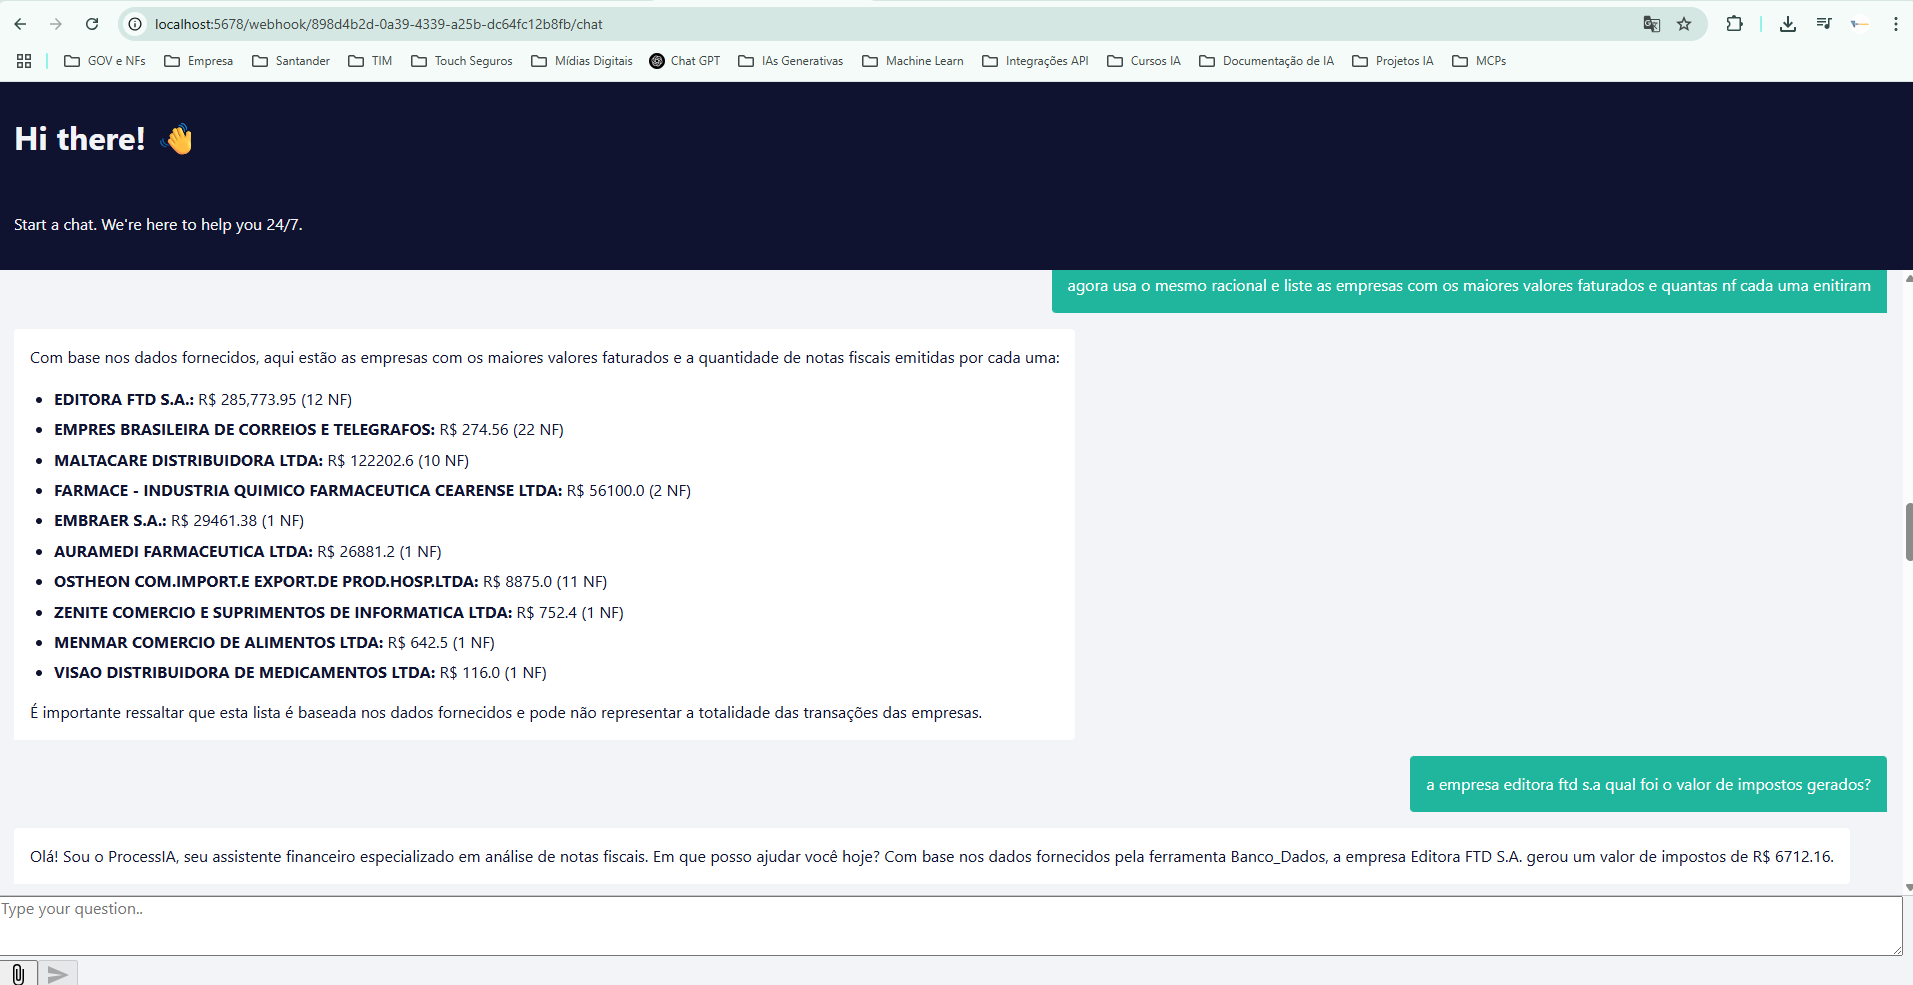 localhost:5678/webhook/898d4b2d-0a39-4339-a25b-dc64fc12b8fb/chat
GOV e NFs Empresa Santander TIM Touch Seguros Mídias Digitais Chat GPT IAs Generativas Machine Learn Integrações API Cursos IA Documentação de IA Projetos IA MCPs
Hi there! 👋
Start a chat. We're here to help you 24/7.
agora usa o mesmo racional e liste as empresas com os maiores valores faturados e quantas nf cada uma enitiram
Com base nos dados fornecidos, aqui estão as empresas com os maiores valores faturados e a quantidade de notas fiscais emitidas por cada uma:
• EDITORA FTD S.A.: R$ 285,773.95 (12 NF)
• EMPRES BRASILEIRA DE CORREIOS E TELEGRAFOS: R$ 274.56 (22 NF)
• MALTACARE DISTRIBUIDORA LTDA: R$ 122202.6 (10 NF)
• FARMACE - INDUSTRIA QUIMICO FARMACEUTICA CEARENSE LTDA: R$ 56100.0 (2 NF)
• EMBRAER S.A.: R$ 29461.38 (1 NF)
• AURAMEDI FARMACEUTICA LTDA: R$ 26881.2 (1 NF)
• OSTHEON COM.IMPORT.E EXPORT.DE PROD.HOSP.LTDA: R$ 8875.0 (11 NF)
• ZENITE COMERCIO E SUPRIMENTOS DE INFORMATICA LTDA: R$ 752.4 (1 NF)
• MENMAR COMERCIO DE ALIMENTOS LTDA: R$ 642.5 (1 NF)
• VISAO DISTRIBUIDORA DE MEDICAMENTOS LTDA: R$ 116.0 (1 NF)
É importante ressaltar que esta lista é baseada nos dados fornecidos e pode não representar a totalidade das transações das empresas.
a empresa editora ftd s.a qual foi o valor de impostos gerados?
Olá! Sou o ProcessIA, seu assistente financeiro especializado em análise de notas fiscais. Em que posso ajudar você hoje? Com base nos dados fornecidos pela ferramenta Banco_Dados, a empresa Editora FTD S.A. gerou um valor de impostos de R$ 6712.16.
Type your question..